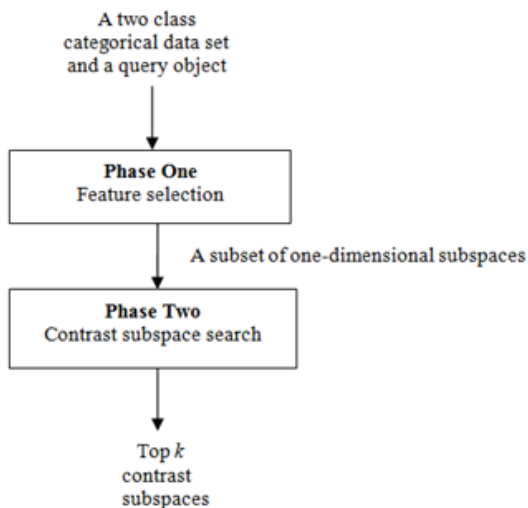 A two class
categorical data set
and a query object
Phase One
Feature selection
A subset of one-dimensional subspaces
Phase Two
Contrast subspace search
Top k
contrast
subspaces